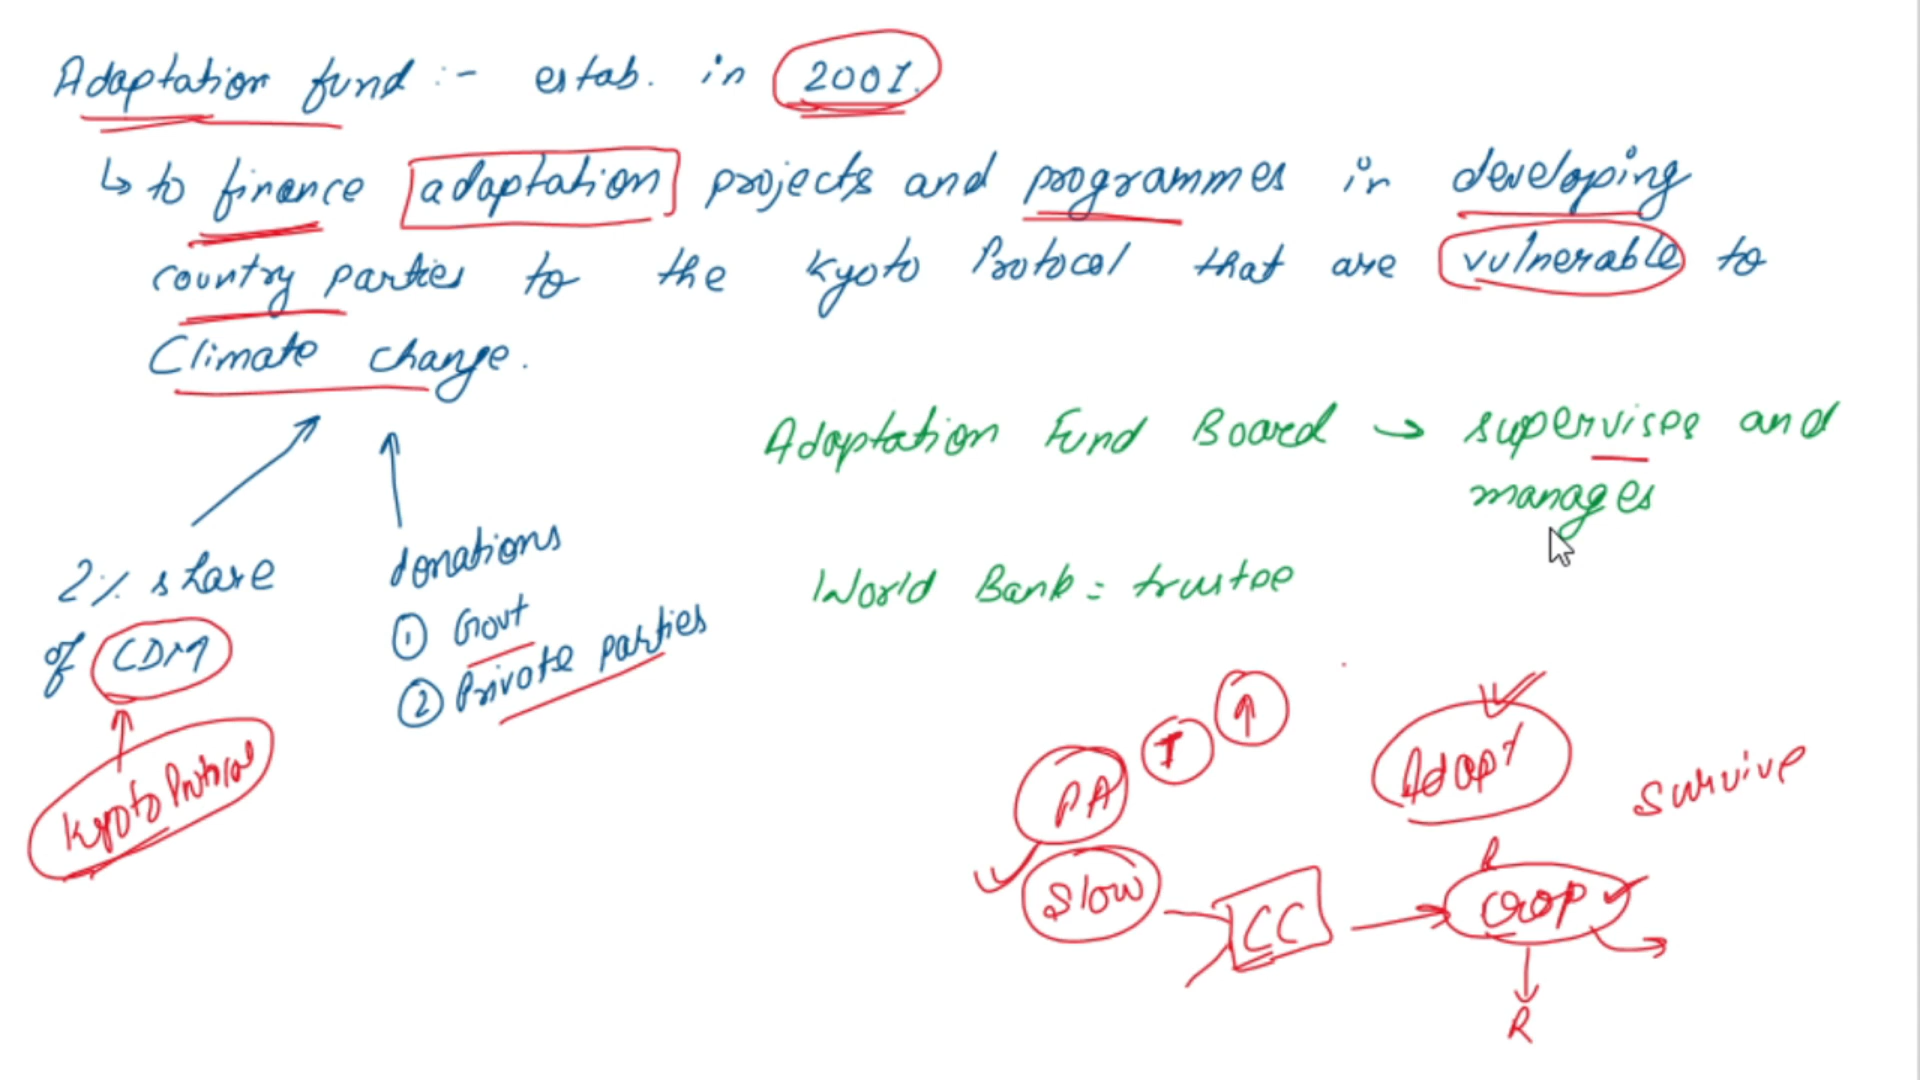 Adaptation fund :- estab. in 2001.
↳ to finance adaptation projects and programmes in developing
country parties to the Kyoto Protocol that are vulnerable to
Climate change.
Adaptation Fund Board → supervises and
manages
2% share
of CDM
Kyoto Protocol
donations
① Govt
② Private parties
World Bank = trustee
PA T ↑
Slow
CC
Adapt
survive
R
crop
R